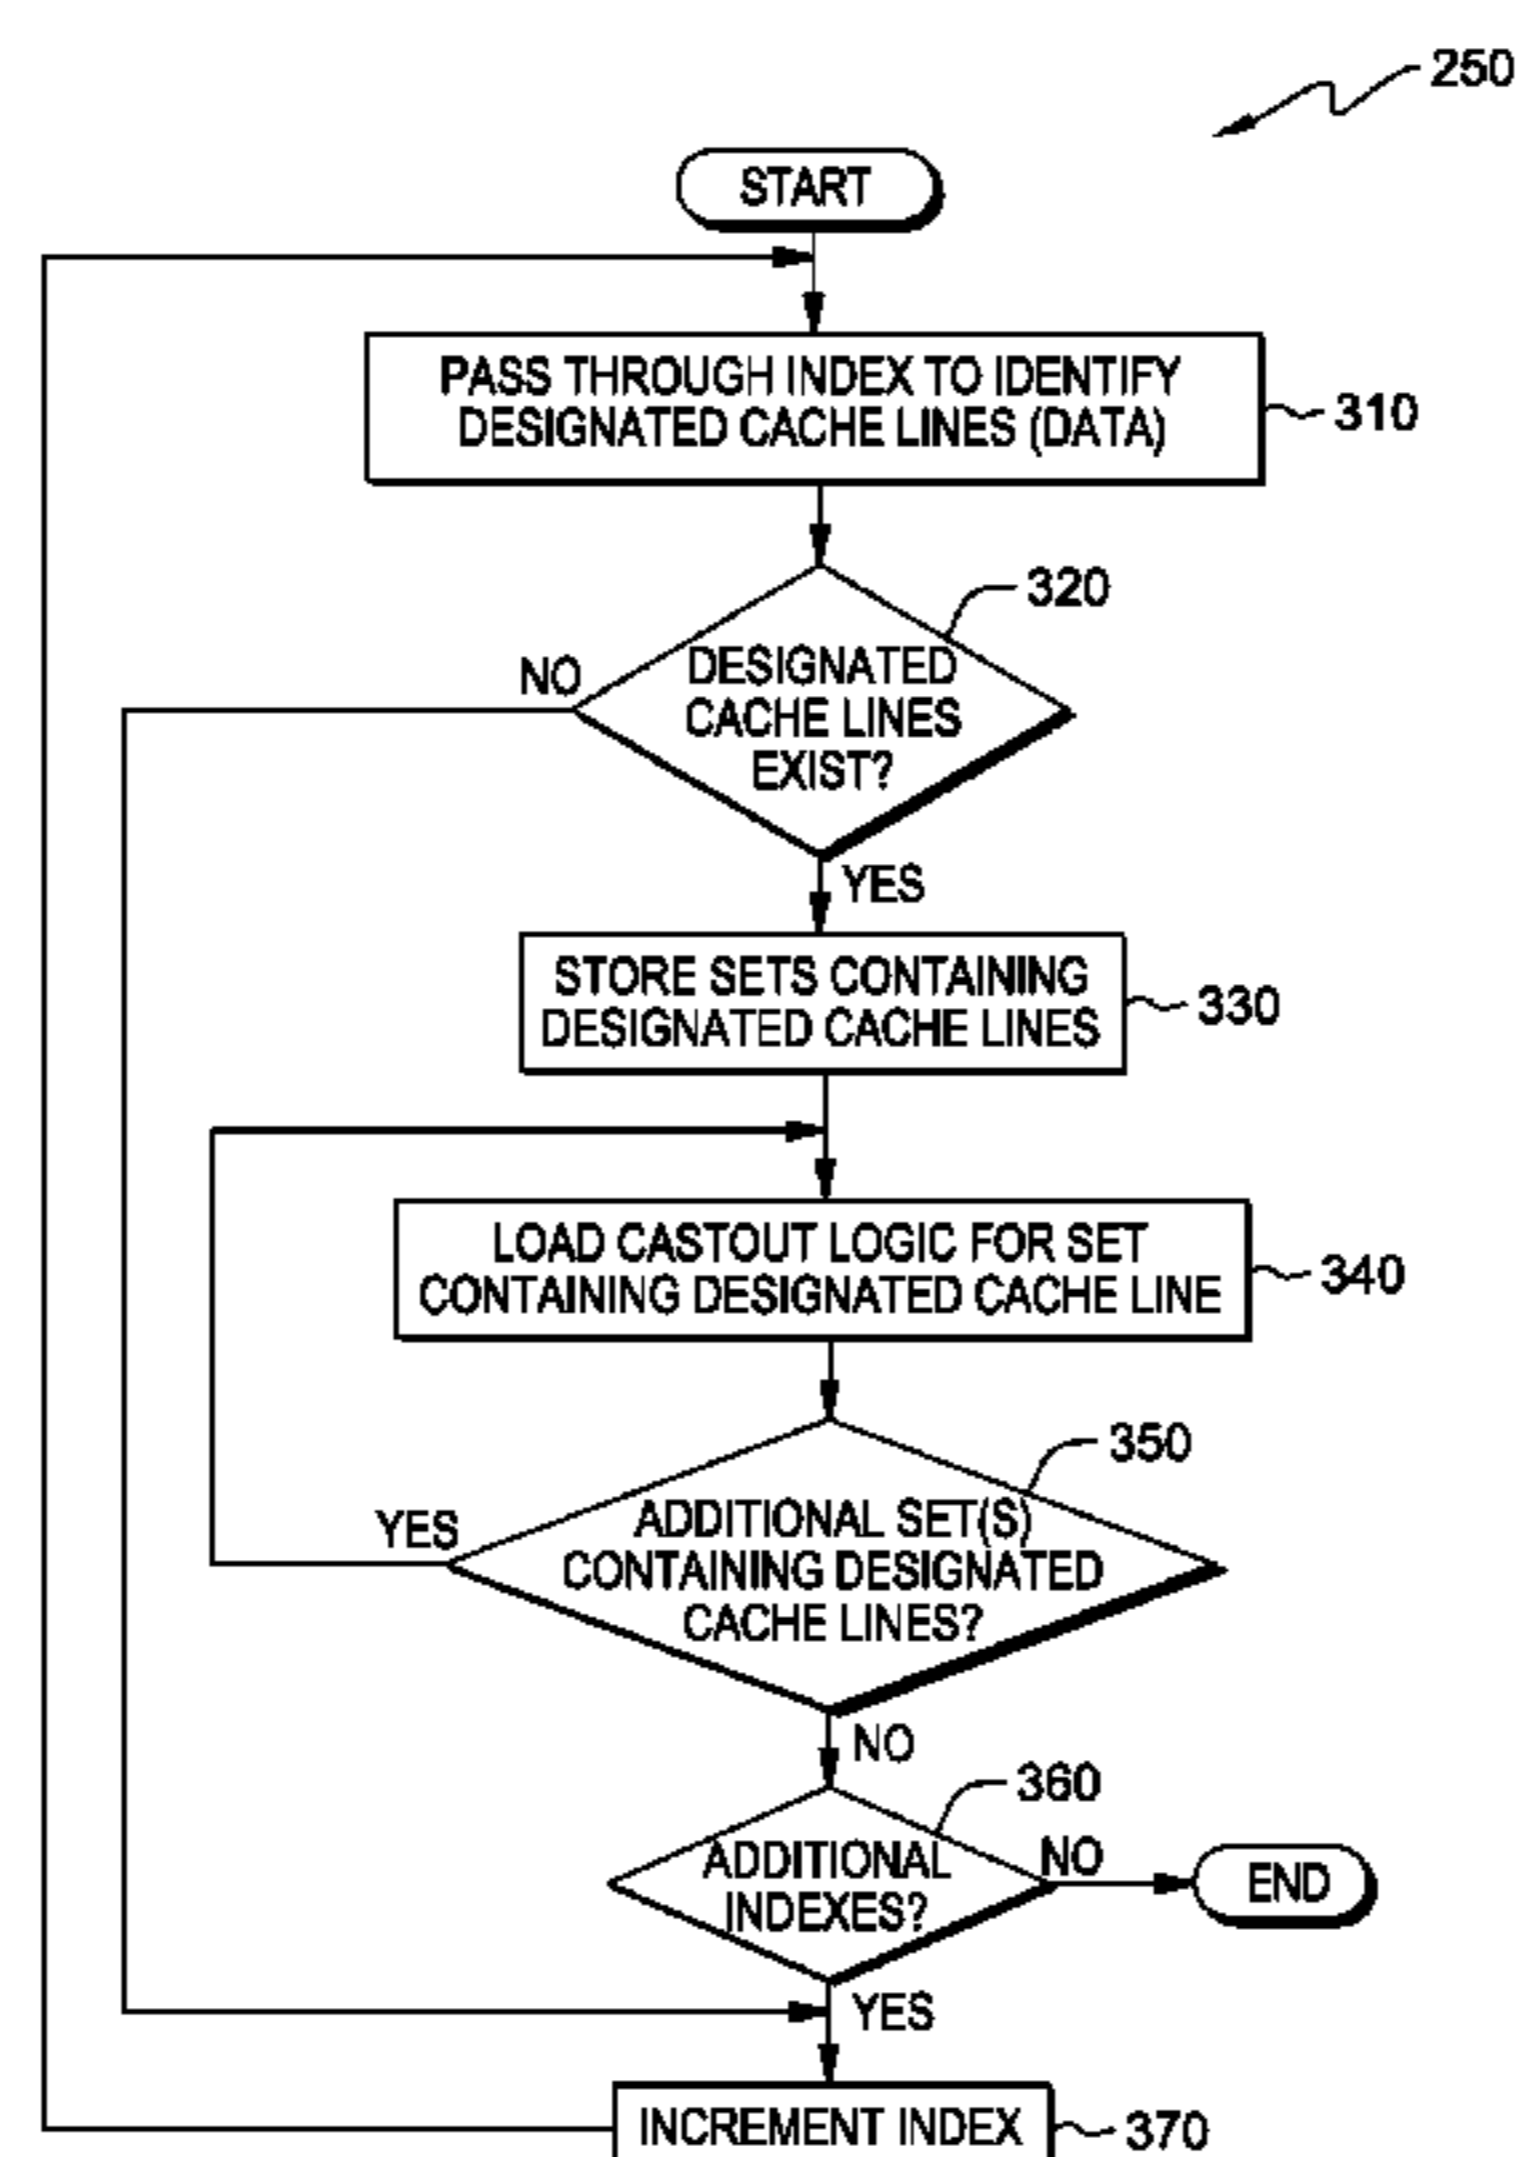 250
START
PASS THROUGH INDEX TO IDENTIFY
DESIGNATED CACHE LINES (DATA)
310
320
NO
DESIGNATED
CACHE LINES
EXIST?
YES
STORE SETS CONTAINING
DESIGNATED CACHE LINES
330
LOAD CASTOUT LOGIC FOR SET
CONTAINING DESIGNATED CACHE LINE
340
350
YES
ADDITIONAL SET(S)
CONTAINING DESIGNATED
CACHE LINES?
NO
360
ADDITIONAL
INDEXES?
NO
END
YES
INCREMENT INDEX
370